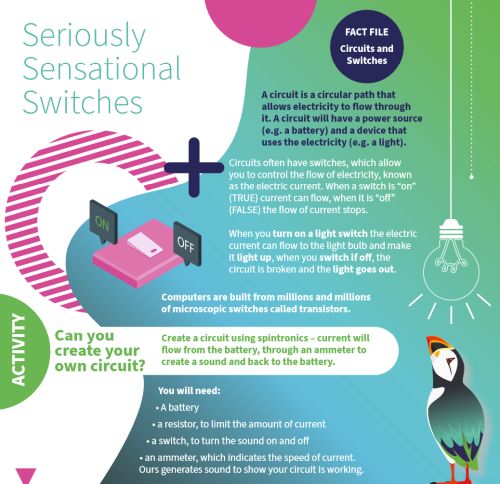 Seriously
Sensational
Switches
FACT FILE
Circuits and
Switches
A circuit is a circular path that
allows electricity to flow through
it. A circuit will have a power source
(e.g. a battery) and a device that
uses the electricity (e.g. a light).
Circuits often have switches, which allow
you to control the flow of electricity, known
as the electric current. When a switch is “on”
(TRUE) current can flow, when it is “off”
(FALSE) the flow of current stops.
ON
OFF
When you turn on a light switch the electric
current can flow to the light bulb and make
it light up, when you switch if off, the
circuit is broken and the light goes out.
Computers are built from millions and millions
of microscopic switches called transistors.
ACTIVITY
Can you
create your
own circuit?
Create a circuit using spintronics – current will
flow from the battery, through an ammeter to
create a sound and back to the battery.
You will need:
• A battery
• a resistor, to limit the amount of current
• a switch, to turn the sound on and off
• an ammeter, which indicates the speed of current.
Ours generates sound to show your circuit is working.